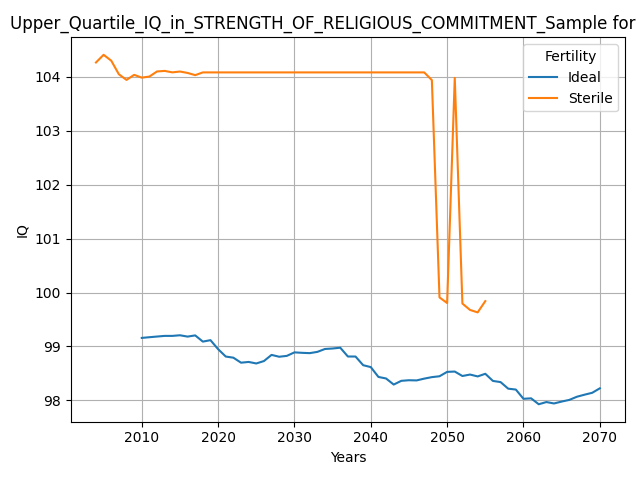 Upper_Quartile_IQ_in_STRENGTH_OF_RELIGIOUS_COMMITMENT_Sample for
Fertility
Ideal
Sterile
104
103
102
101
100
99
98
IQ
2010 2020 2030 2040 2050 2060 2070
Years